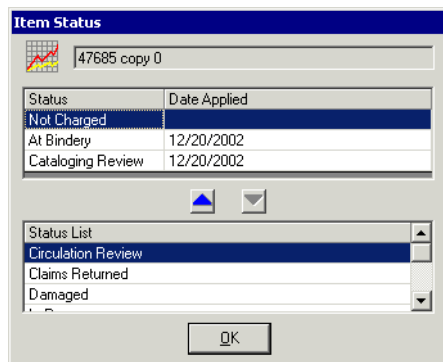 Item Status
47685 copy 0
Status Date Applied
Not Charged
At Bindery 12/20/2002
Cataloging Review 12/20/2002
Status List
Circulation Review
Claims Returned
Damaged
OK